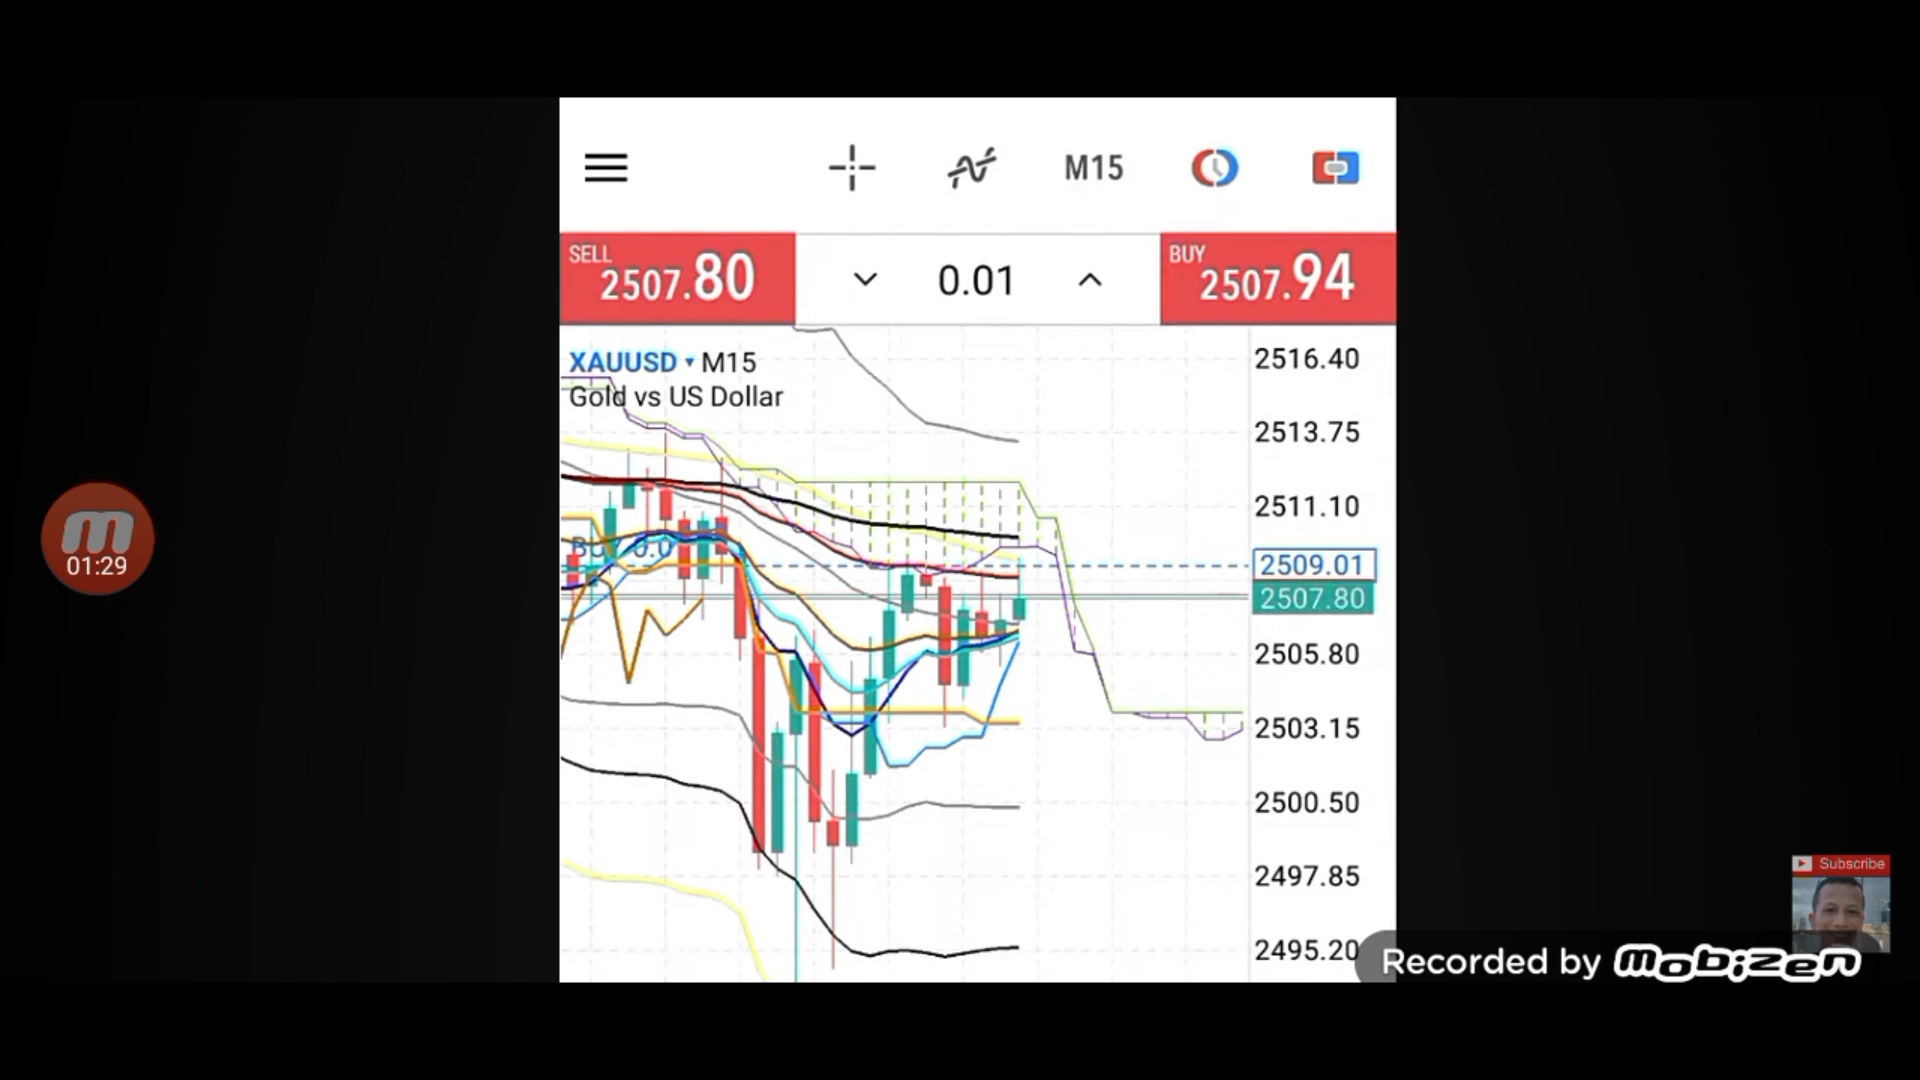 M15
SELL
2507.80
0.01
BUY
2507.94
XAUUSD M15
Gold vs US Dollar
2516.40
2513.75
2511.10
2509.01
2507.80
2505.80
2503.15
2500.50
2497.85
2495.20
01:29
Subscribe
Recorded by mobizen